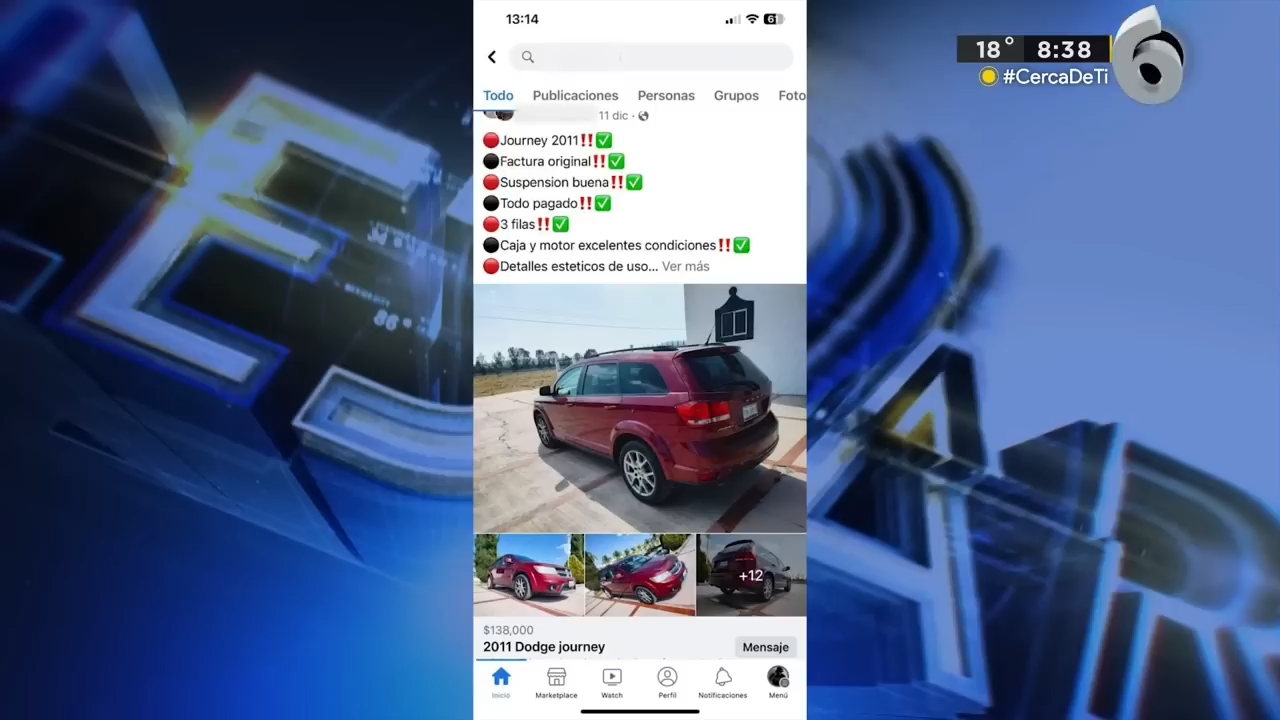 13:14
61
18° 8:38
6
#CercaDeTi
Todo Publicaciones Personas Grupos Foto
11 dic ·
🔴Journey 2011‼️✅
⚫Factura original‼️✅
🔴Suspension buena‼️✅
⚫Todo pagado‼️✅
🔴3 filas‼️✅
⚫Caja y motor excelentes condiciones‼️✅
🔴Detalles esteticos de uso... Ver más
+12
$138,000
2011 Dodge journey
Mensaje
Inicio Marketplace Watch Perfil Notificaciones Menú